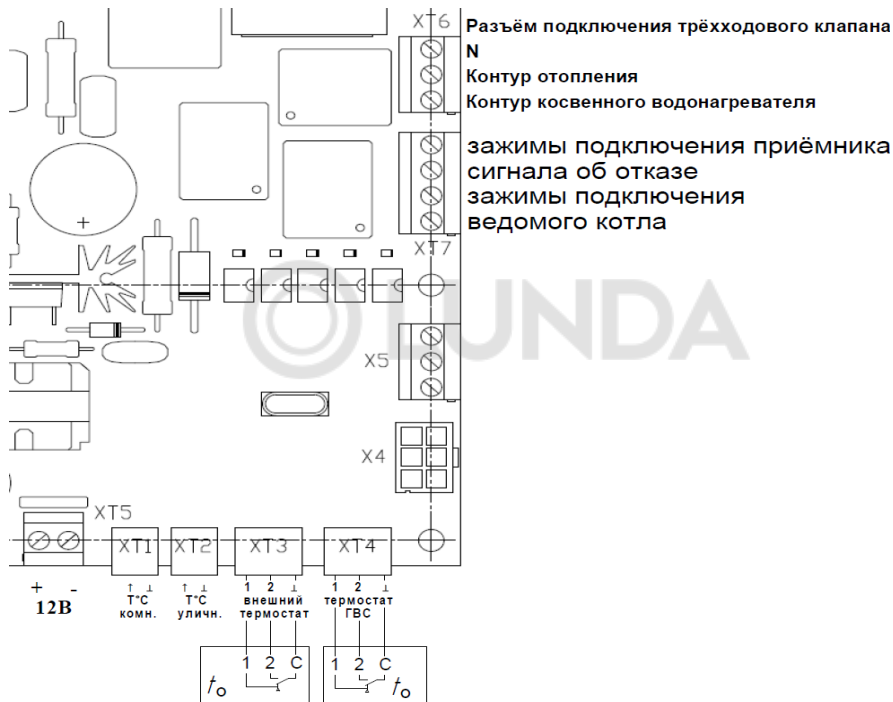 XT6
Разъём подключения трёхходового клапана
N
Контур отопления
Контур косвенного водонагревателя
зажимы подключения приёмника
сигнала об отказе
зажимы подключения
ведомого котла
+
XT7
LUNDA
X5
X4
XT5
XT1 XT2 XT3 XT4
+ -
12В
↑ ⊥ ↑ ⊥ 1 2 ⊥ 1 2 ⊥
T°C T°C внешний термостат
комн. уличн. термостат ГВС
1 2 C 1 2 C
to to